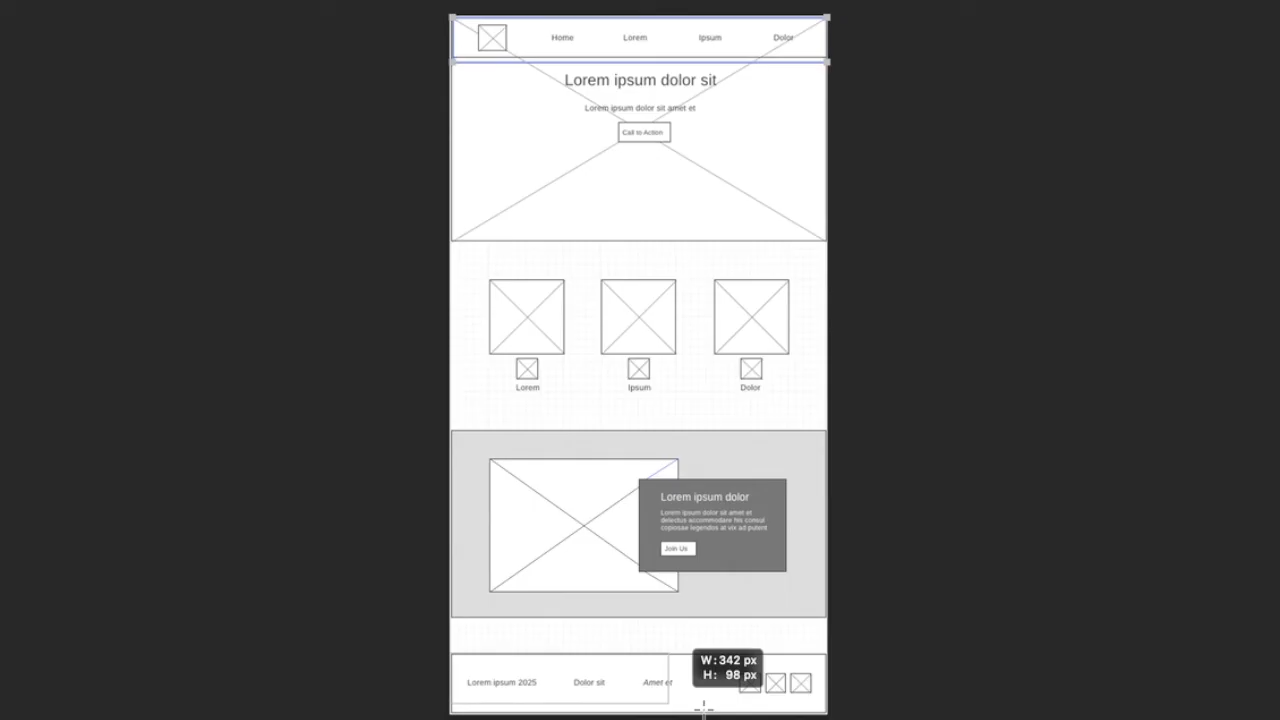 Home Lorem Ipsum Dolor
Lorem ipsum dolor sit
Lorem ipsum dolor sit amet et
Call to Action
Lorem Ipsum Dolor
Lorem ipsum dolor
Lorem ipsum dolor sit amet et
delectus accommodare his consul
copiosae legendos at vix ad putent
Join Us
W: 342 px
H: 98 px
Lorem ipsum 2025 Dolor sit Amet et